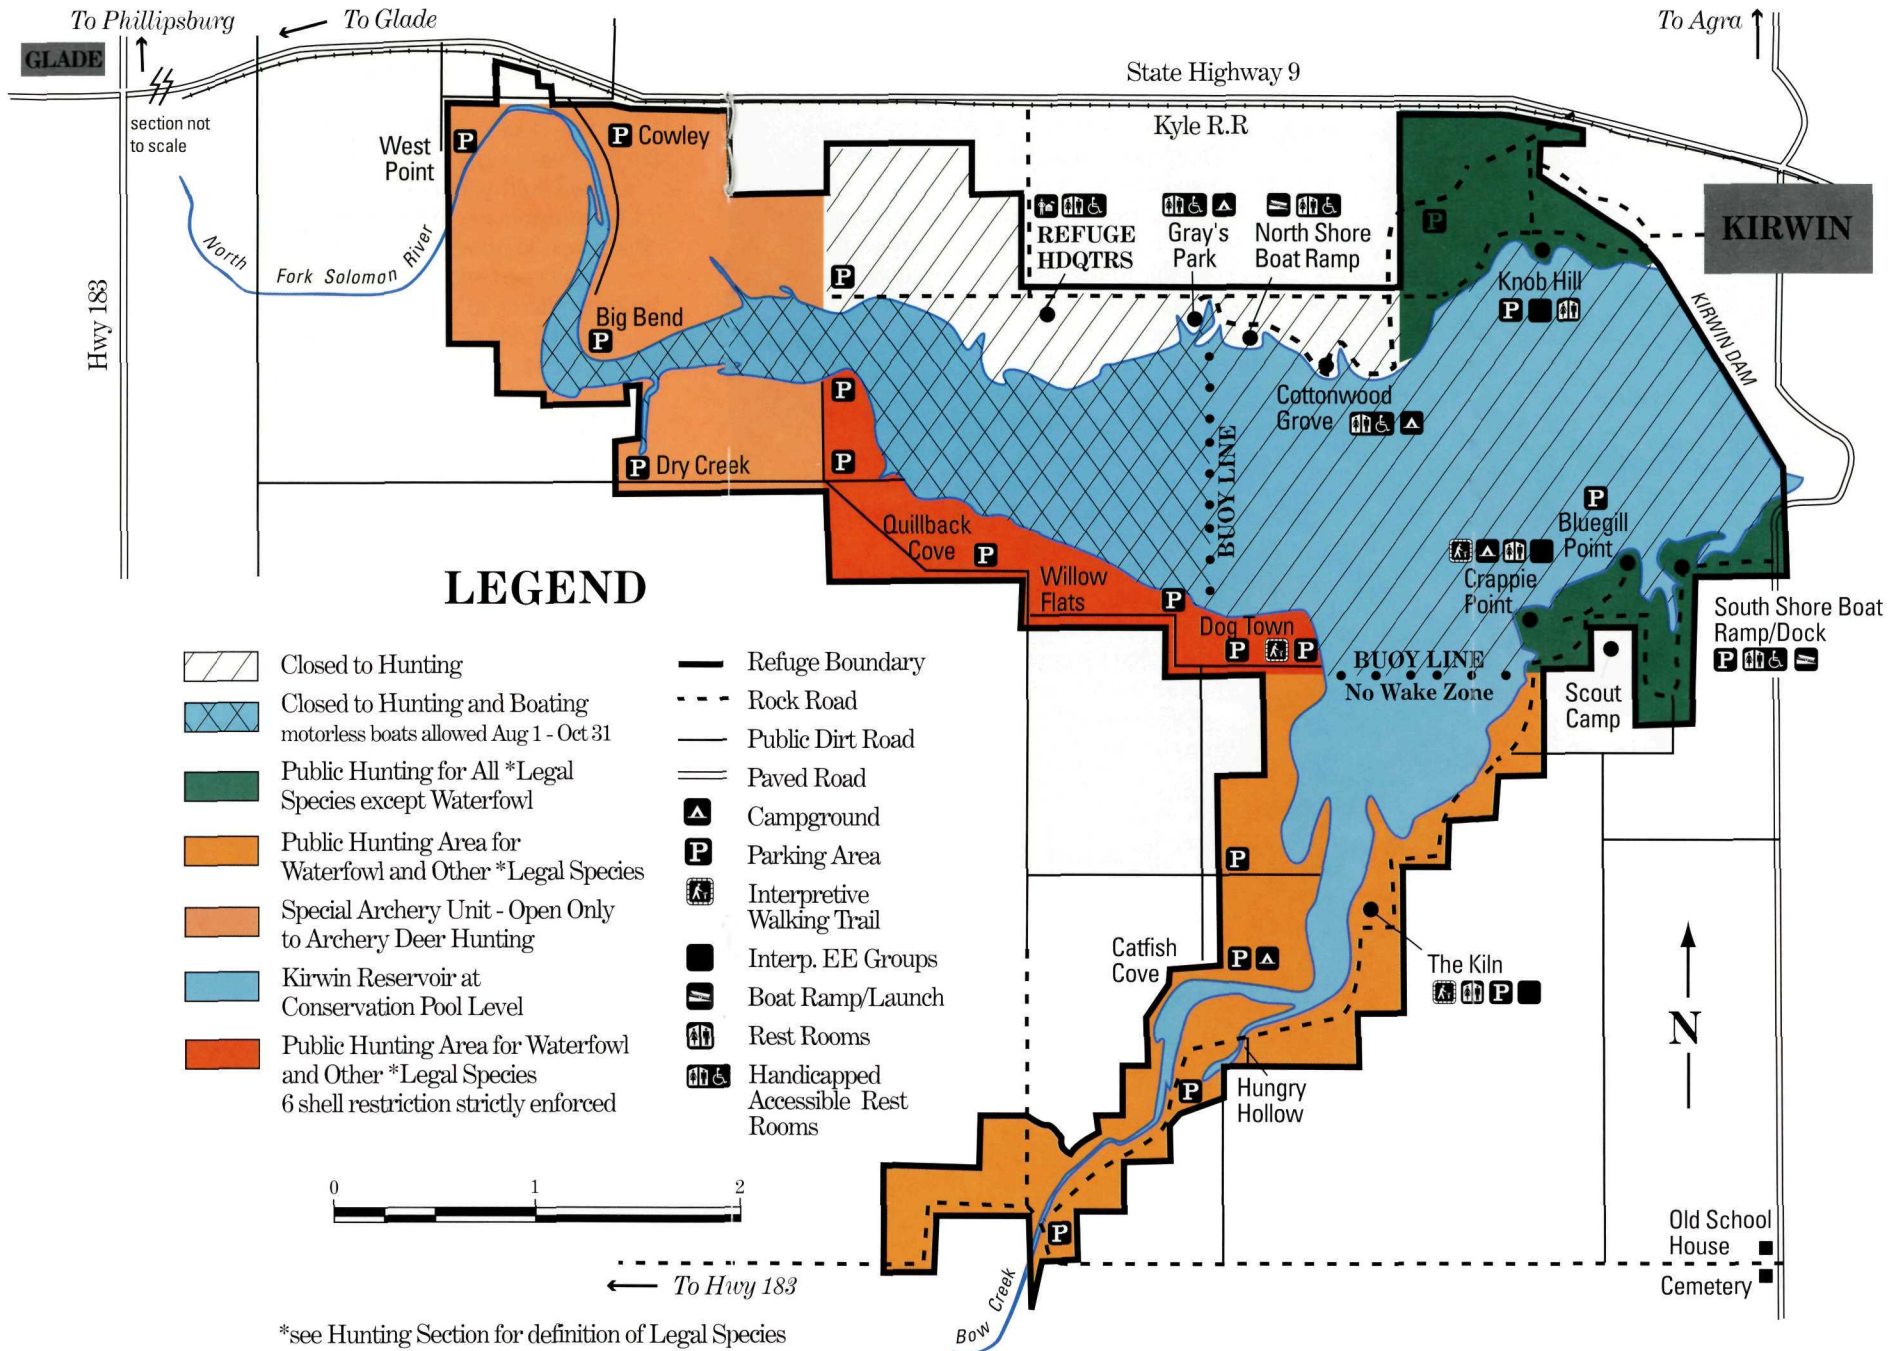 To Phillipsburg
To Glade
To Agra
GLADE
State Highway 9
Kyle R.R
section not
to scale
West
Point
P
P Cowley
North
Fork Solomon River
Hwy 183
P
REFUGE
HDQTRS
Gray's
Park
North Shore
Boat Ramp
P
KIRWIN
Knob Hill
P
KIRWIN DAM
Big Bend
P
P
Cottonwood
Grove
BUOY LINE
P
P Dry Creek
Quillback
Cove
P
P
Bluegill
Point
Crappie
Point
Willow
Flats
P
Dog Town
P
P
BUOY LINE
No Wake Zone
Scout
Camp
South Shore Boat
Ramp/Dock
P
P
Catfish
Cove
P
The Kiln
P
Hungry
Hollow
P
P
Old School
House
Cemetery
N
To Hwy 183
Bow Creek
LEGEND
Closed to Hunting
Closed to Hunting and Boating
motorless boats allowed Aug 1 - Oct 31
Public Hunting for All *Legal
Species except Waterfowl
Public Hunting Area for
Waterfowl and Other *Legal Species
Special Archery Unit - Open Only
to Archery Deer Hunting
Kirwin Reservoir at
Conservation Pool Level
Public Hunting Area for Waterfowl
and Other *Legal Species
6 shell restriction strictly enforced
Refuge Boundary
Rock Road
Public Dirt Road
Paved Road
Campground
P Parking Area
Interpretive
Walking Trail
Interp. EE Groups
Boat Ramp/Launch
Rest Rooms
Handicapped
Accessible Rest
Rooms
0 1 2
*see Hunting Section for definition of Legal Species